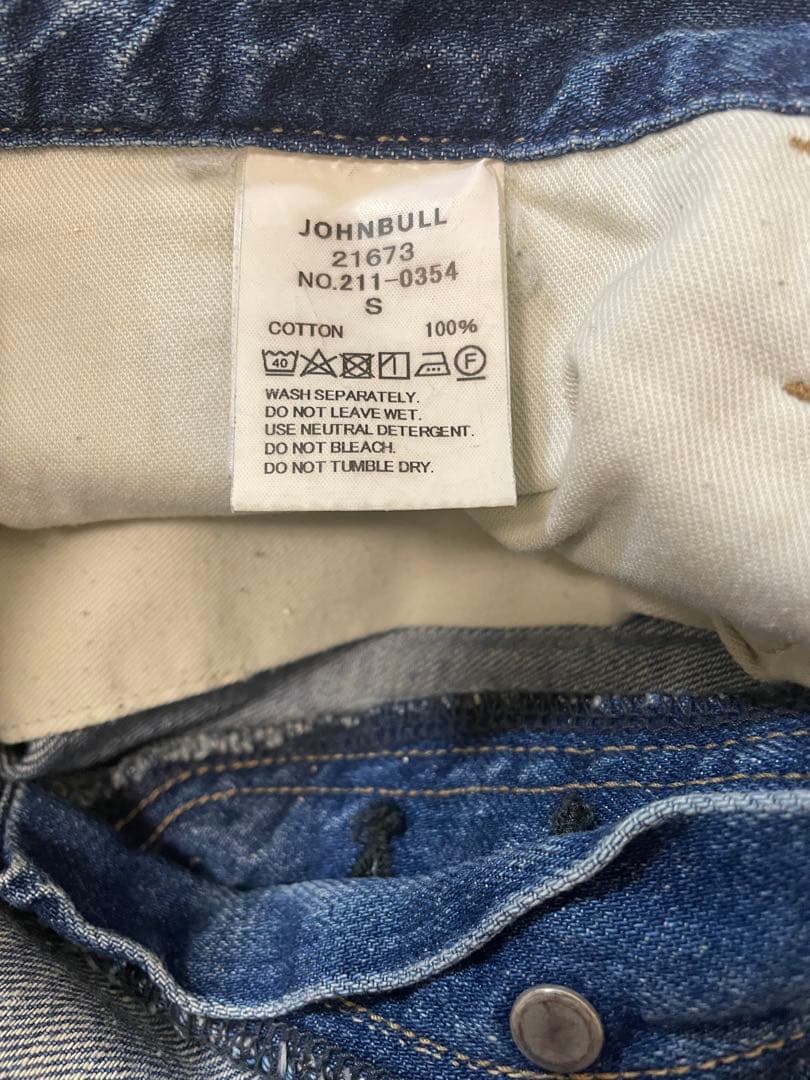 JOHNBULL
21673
NO.211-0354
S
COTTON 100%
40 F
WASH SEPARATELY.
DO NOT LEAVE WET.
USE NEUTRAL DETERGENT.
DO NOT BLEACH.
DO NOT TUMBLE DRY.